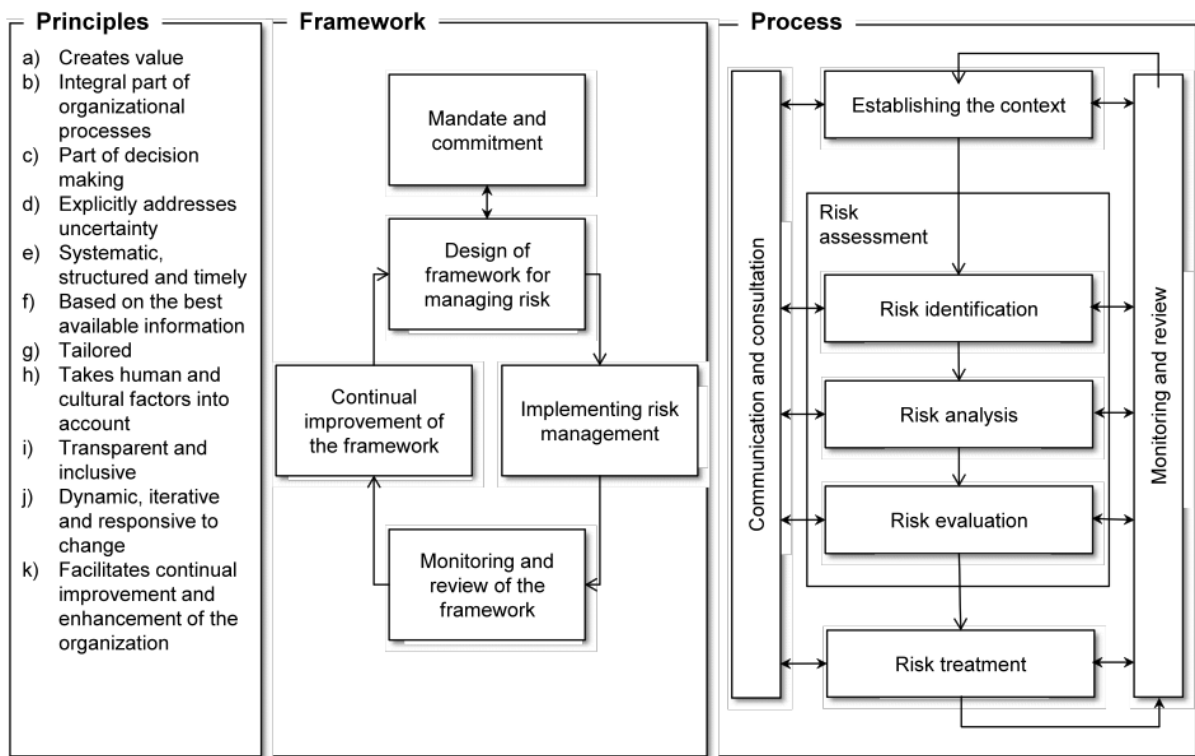 Principles
a) Creates value
b) Integral part of
organizational
processes
c) Part of decision
making
d) Explicitly addresses
uncertainty
e) Systematic,
structured and timely
f) Based on the best
available information
g) Tailored
h) Takes human and
cultural factors into
account
i) Transparent and
inclusive
j) Dynamic, iterative
and responsive to
change
k) Facilitates continual
improvement and
enhancement of the
organization
Framework
Mandate and
commitment
Design of
framework for
managing risk
Continual
improvement of
the framework
Implementing risk
management
Monitoring and
review of the
framework
Process
Communication and consultation
Establishing the context
Risk
assessment
Risk identification
Risk analysis
Risk evaluation
Risk treatment
Monitoring and review